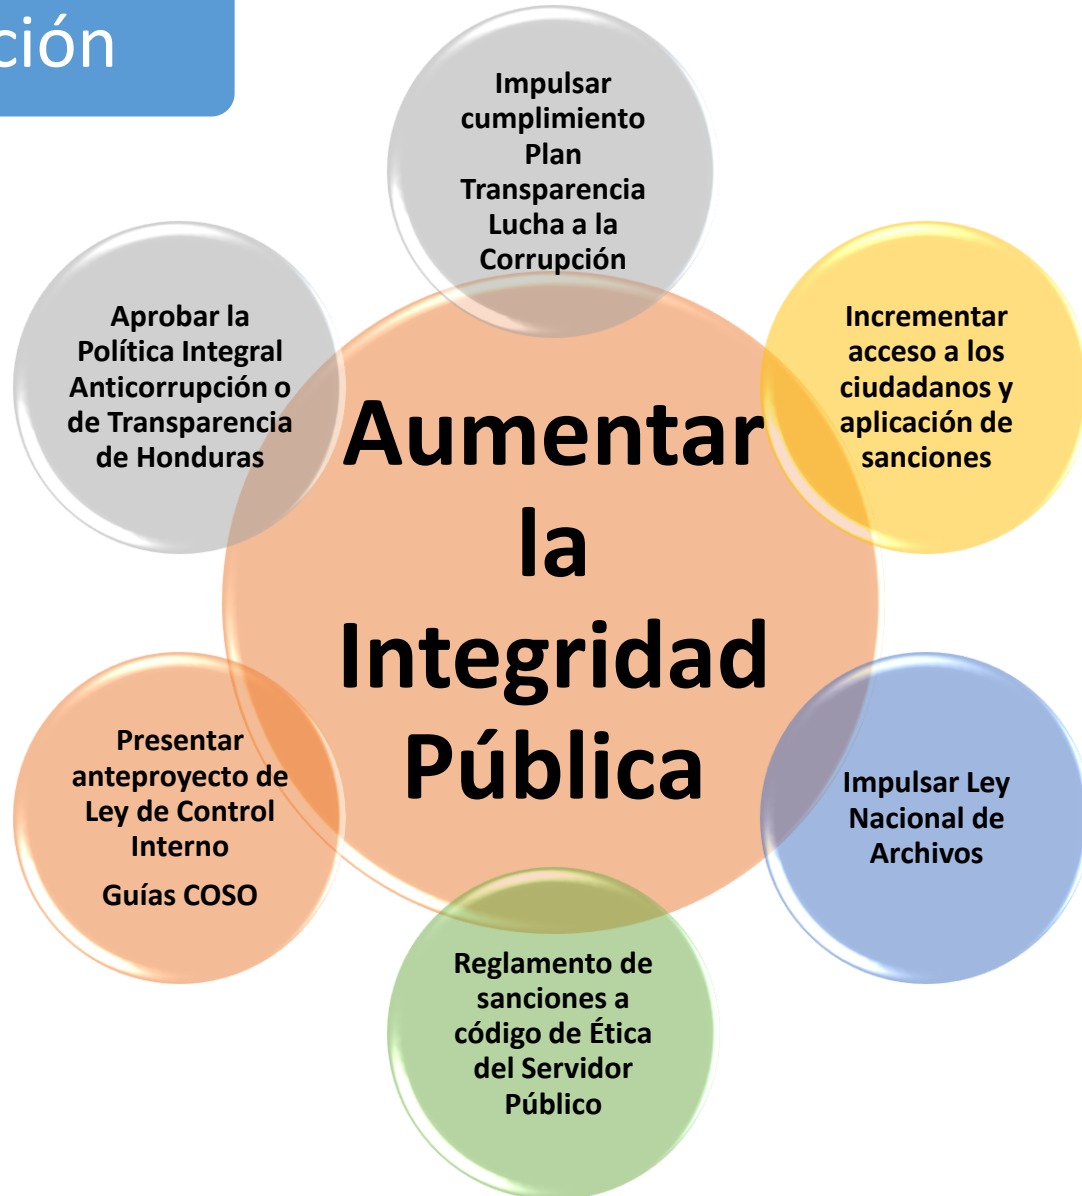 ción
Impulsar
cumplimiento
Plan
Transparencia
Lucha a la
Corrupción
Incrementar
acceso a los
ciudadanos y
aplicación de
sanciones
Impulsar Ley
Nacional de
Archivos
Reglamento de
sanciones a
código de Ética
del Servidor
Público
Presentar
anteproyecto de
Ley de Control
Interno
Guías COSO
Aprobar la
Política Integral
Anticorrupción o
de Transparencia
de Honduras
Aumentar
la
Integridad
Pública